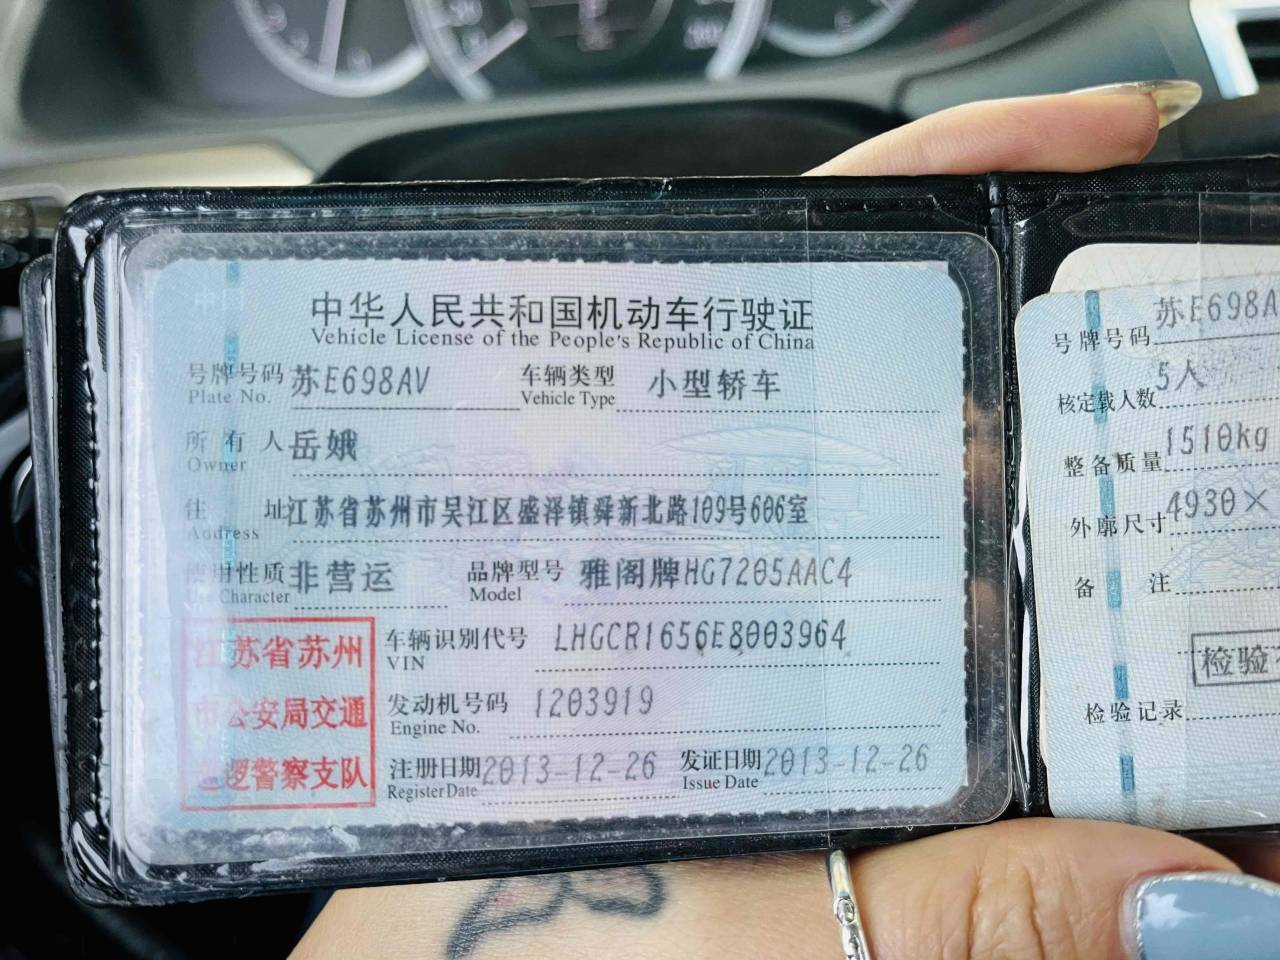 中华人民共和国机动车行驶证
Vehicle License of the People's Republic of China
号牌号码 苏E698AV 车辆类型 小型轿车
Plate No. Vehicle Type
所有人 岳娥
Owner
住址 江苏省苏州市吴江区盛泽镇舜新北路109号606室
Address
使用性质 非营运 品牌型号 雅阁牌HG7205AAC4
Use Character Model
江苏省苏州
市公安局交通
巡逻警察支队
车辆识别代号 LHGCR1656E8003964
VIN
发动机号码 1203919
Engine No.
注册日期 2013-12-26 发证日期 2013-12-26
Register Date Issue Date
号牌号码 苏E698A
核定载人数 5人
整备质量 1510kg
外廓尺寸 4930×
备注
检验
检验记录